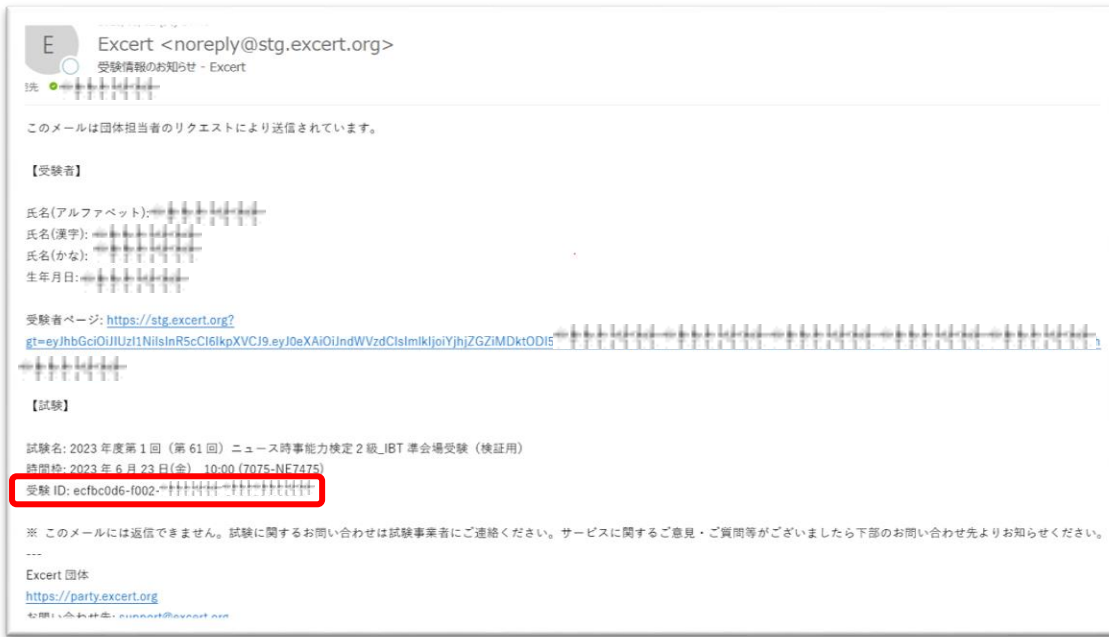 E
Excert <noreply@stg.excert.org>
受験情報のお知らせ - Excert
このメールは団体担当者のリクエストにより送信されています。
【受験者】
氏名(アルファベット):
氏名(漢字):
氏名(かな):
生年月日:
受験者ページ: https://stg.excert.org?
gt=eyJhbGciOiJIUzI1NiIsInR5cCI6IkpXVCJ9.eyJ0eXAiOiJndWVzdCIsImlkIjoiYjhjZGZiMDktODI5
【試験】
試験名: 2023 年度第 1 回（第 61 回）ニュース時事能力検定 2 級_IBT 準会場受験（検証用）
時間枠: 2023 年 6 月 23 日(金) 10:00 (7075-NE7475)
受験 ID: ecfbc0d6-f002-
※ このメールには返信できません。試験に関するお問い合わせは試験事業者にご連絡ください。サービスに関するご意見・ご質問等がございましたら下部のお問い合わせ先よりお知らせください。
---
Excert 団体
https://party.excert.org
お問い合わせ先: support@excert.org